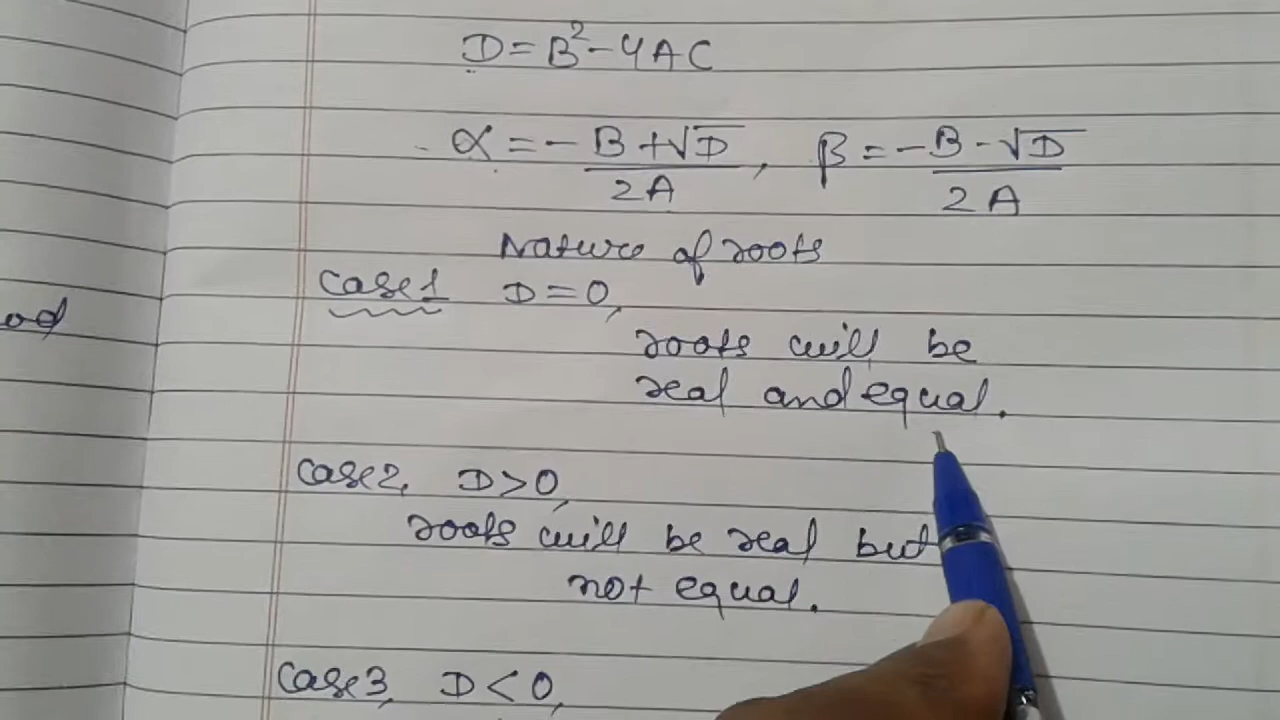 D = B² - 4AC
α = -B + √D / 2A, β = -B - √D / 2A
Nature of roots
Case 1 D = 0,
roots will be
real and equal.
od
Case 2, D > 0,
roots will be real but
not equal.
Case 3, D < 0,